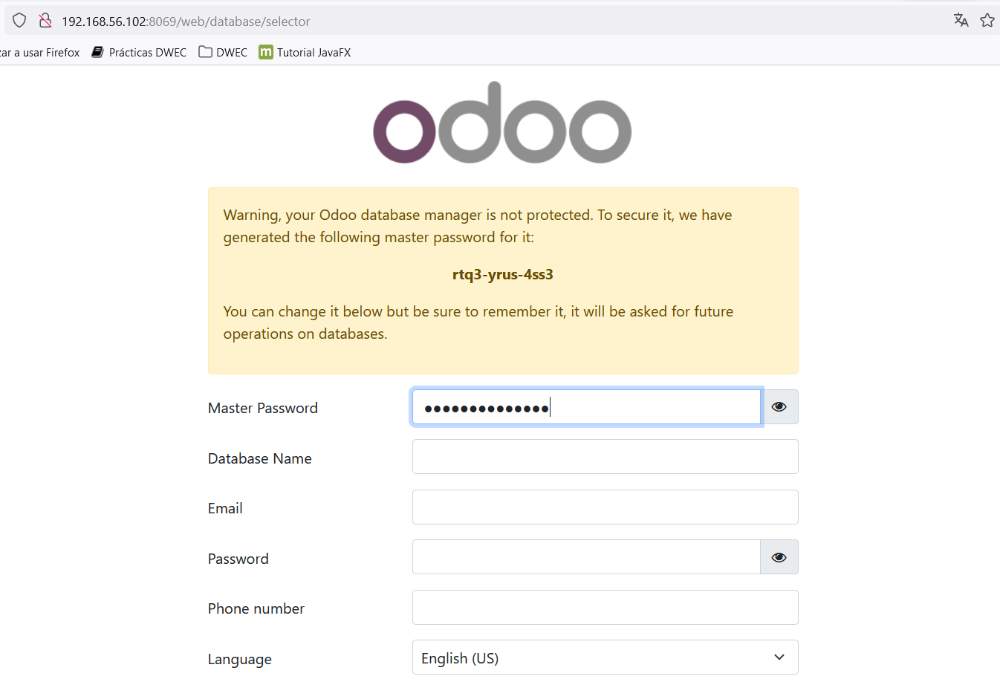 192.168.56.102:8069/web/database/selector
zar a usar Firefox Prácticas DWEC DWEC m Tutorial JavaFX
odoo
Warning, your Odoo database manager is not protected. To secure it, we have
generated the following master password for it:
rtq3-yrus-4ss3
You can change it below but be sure to remember it, it will be asked for future
operations on databases.
Master Password ••••••••••••••
Database Name
Email
Password
Phone number
Language English (US)